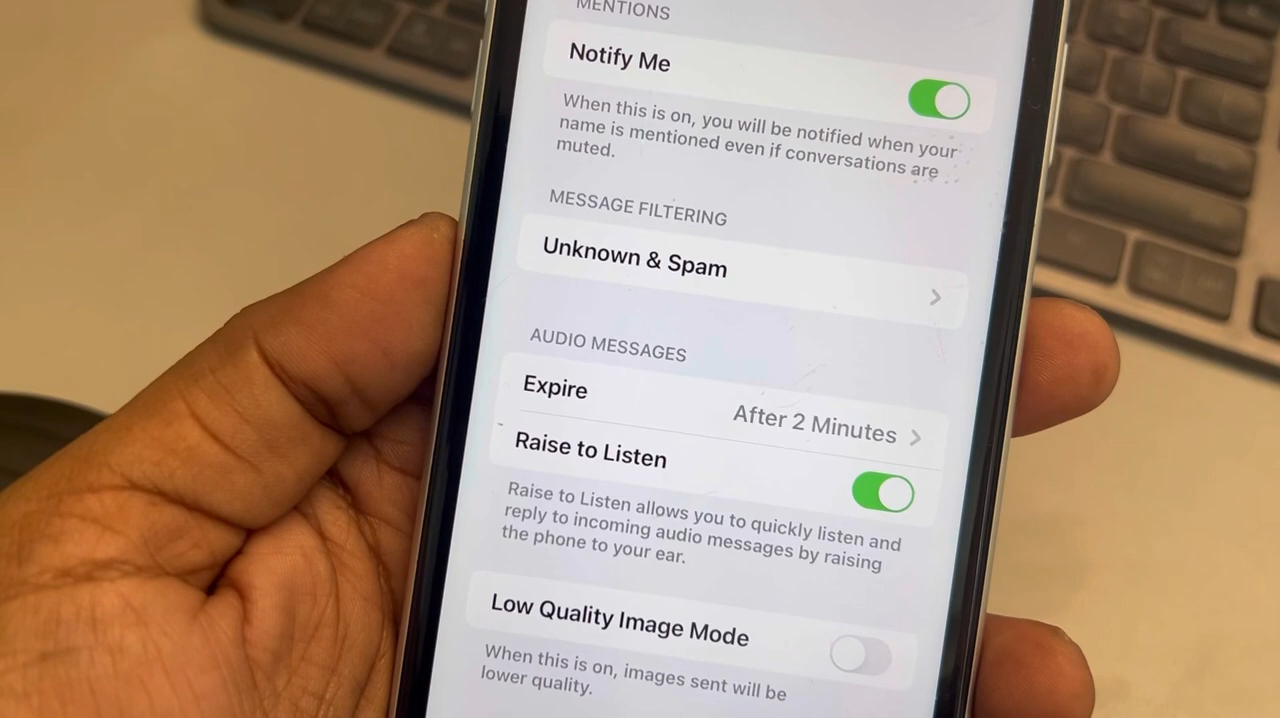 MENTIONS
Notify Me
When this is on, you will be notified when your
name is mentioned even if conversations are
muted.
MESSAGE FILTERING
Unknown & Spam
AUDIO MESSAGES
Expire
After 2 Minutes
Raise to Listen
Raise to Listen allows you to quickly listen and
reply to incoming audio messages by raising
the phone to your ear.
Low Quality Image Mode
When this is on, images sent will be
lower quality.